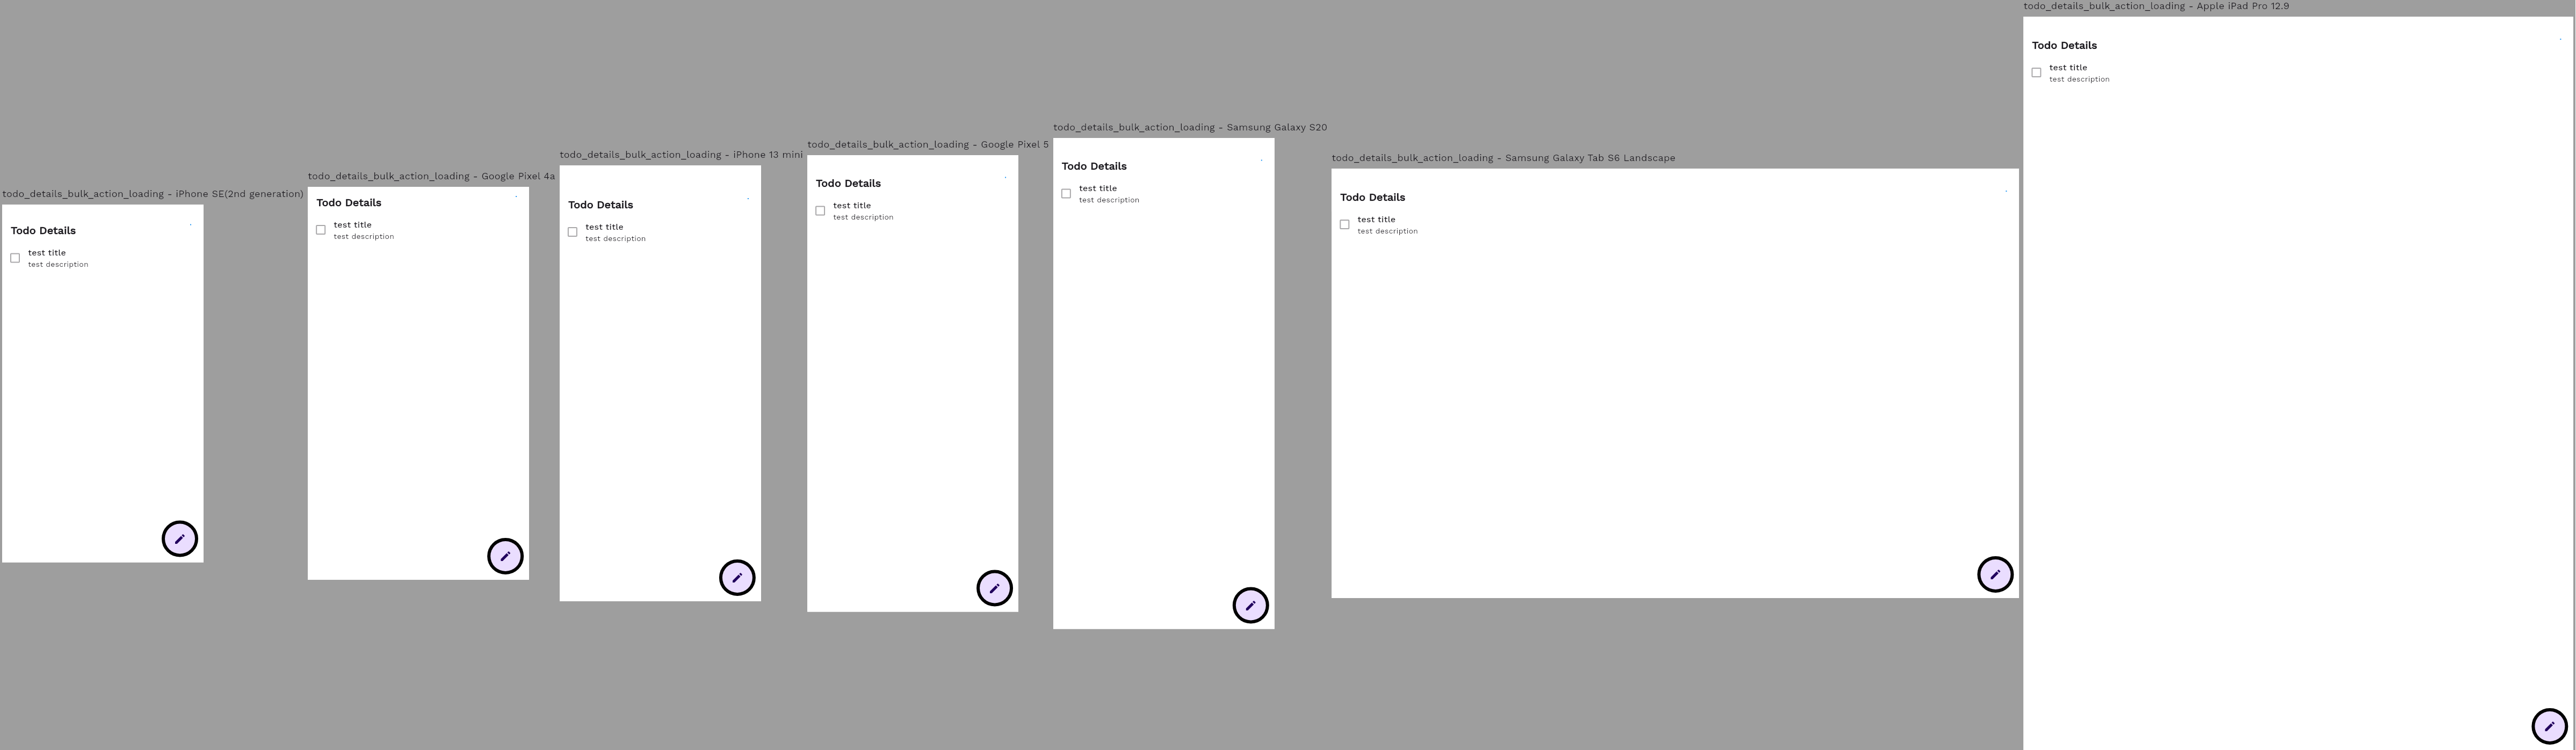 todo_details_bulk_action_loading - iPhone SE(2nd generation)
Todo Details
test title
test description
todo_details_bulk_action_loading - Google Pixel 4a
Todo Details
test title
test description
todo_details_bulk_action_loading - iPhone 13 mini
Todo Details
test title
test description
todo_details_bulk_action_loading - Google Pixel 5
Todo Details
test title
test description
todo_details_bulk_action_loading - Samsung Galaxy S20
Todo Details
test title
test description
todo_details_bulk_action_loading - Samsung Galaxy Tab S6 Landscape
Todo Details
test title
test description
todo_details_bulk_action_loading - Apple iPad Pro 12.9
Todo Details
test title
test description